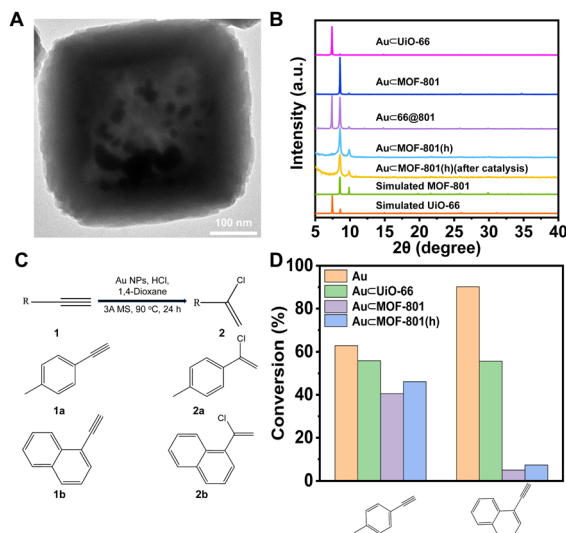 A
100 nm
B
Intensity (a.u.)
Au⊂UiO-66
Au⊂MOF-801
Au⊂66@801
Au⊂MOF-801(h)
Au⊂MOF-801(h)(after catalysis)
Simulated MOF-801
Simulated UiO-66
5 10 15 20 25 30 35 40
2θ (degree)
C
R
Au NPs, HCl,
1,4-Dioxane
3A MS, 90 °C, 24 h
Cl
R
1
2
Cl
1a
2a
Cl
1b
2b
D
Conversion (%)
100
80
60
40
20
0
Au
Au⊂UiO-66
Au⊂MOF-801
Au⊂MOF-801(h)